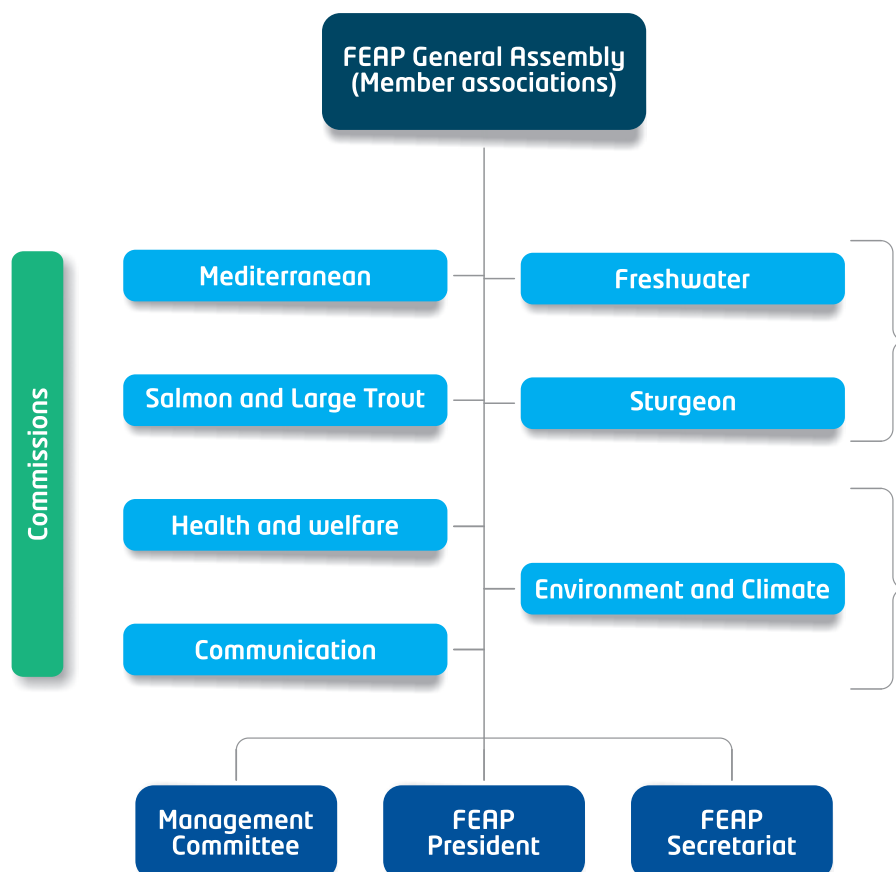 FEAP General Assembly
(Member associations)
Commissions
Mediterranean
Freshwater
Salmon and Large Trout
Sturgeon
Health and welfare
Environment and Climate
Communication
Management
Committee
FEAP
President
FEAP
Secretariat